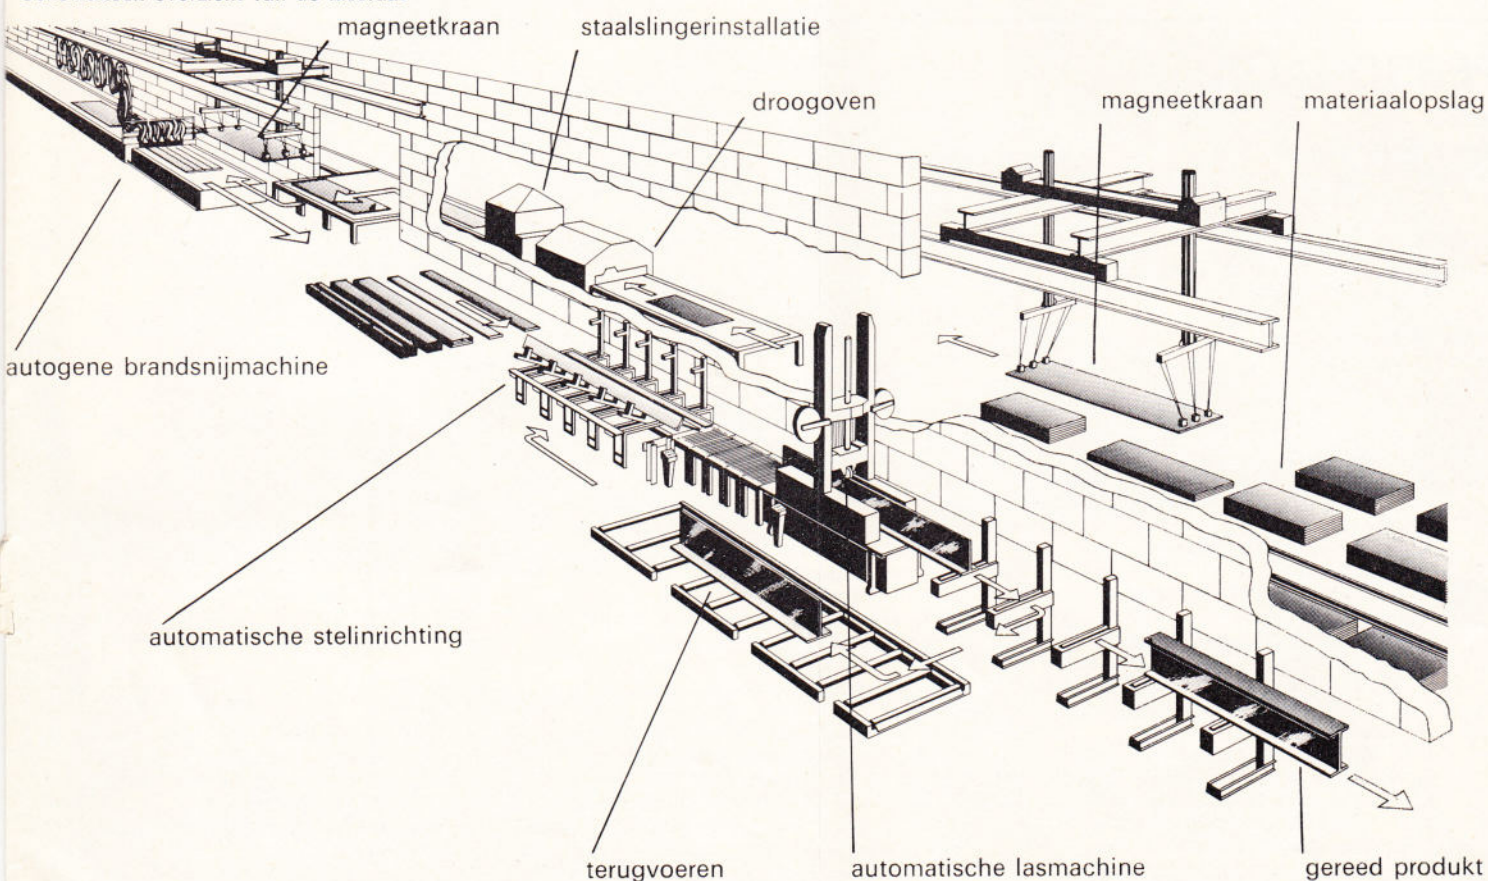 magneetkraan
staalslingerinstallatie
droogoven
magneetkraan
materiaalopslag
autogene brandsnijmachine
automatische stelinrichting
terugvoeren
automatische lasmachine
gereed produkt